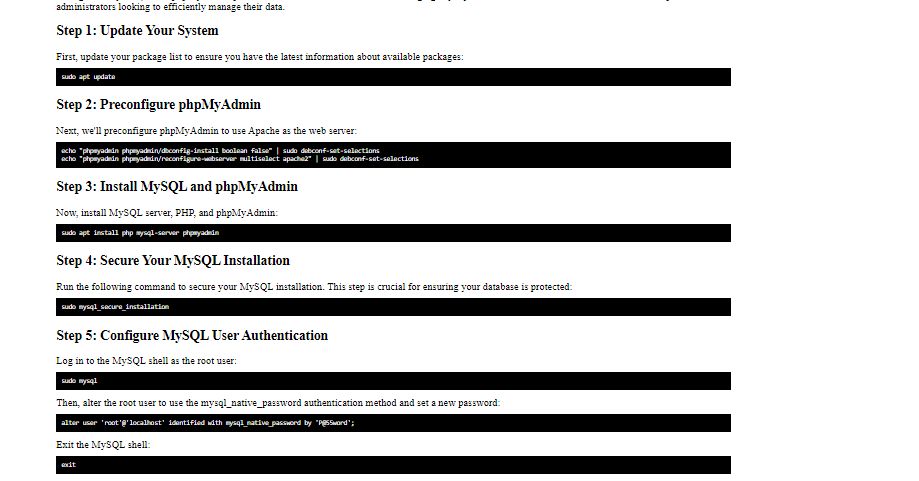 administrators looking to efficiently manage their data.
Step 1: Update Your System
First, update your package list to ensure you have the latest information about available packages:
sudo apt update
Step 2: Preconfigure phpMyAdmin
Next, we'll preconfigure phpMyAdmin to use Apache as the web server:
echo "phpmyadmin phpmyadmin/dbconfig-install boolean false" | sudo debconf-set-selections
echo "phpmyadmin phpmyadmin/reconfigure-webserver multiselect apache2" | sudo debconf-set-selections
Step 3: Install MySQL and phpMyAdmin
Now, install MySQL server, PHP, and phpMyAdmin:
sudo apt install php mysql-server phpmyadmin
Step 4: Secure Your MySQL Installation
Run the following command to secure your MySQL installation. This step is crucial for ensuring your database is protected:
sudo mysql_secure_installation
Step 5: Configure MySQL User Authentication
Log in to the MySQL shell as the root user:
sudo mysql
Then, alter the root user to use the mysql_native_password authentication method and set a new password:
alter user 'root'@'localhost' identified with mysql_native_password by 'P@55word';
Exit the MySQL shell:
exit